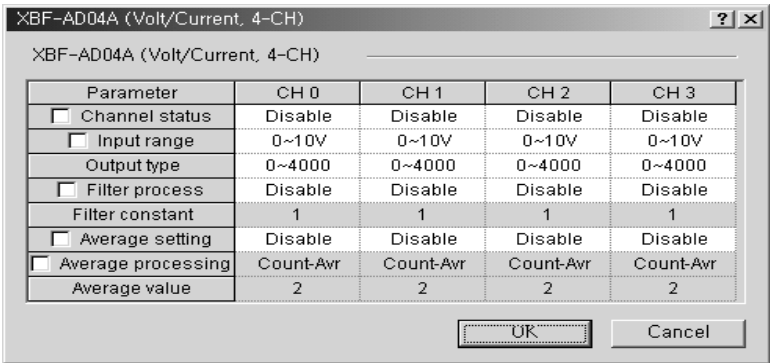 XBF-AD04A (Volt/Current, 4-CH)
XBF-AD04A (Volt/Current, 4-CH)
Parameter CH 0 CH 1 CH 2 CH 3
Channel status Disable Disable Disable Disable
Input range 0~10V 0~10V 0~10V 0~10V
Output type 0~4000 0~4000 0~4000 0~4000
Filter process Disable Disable Disable Disable
Filter constant 1 1 1 1
Average setting Disable Disable Disable Disable
Average processing Count-Avr Count-Avr Count-Avr Count-Avr
Average value 2 2 2 2
OK Cancel